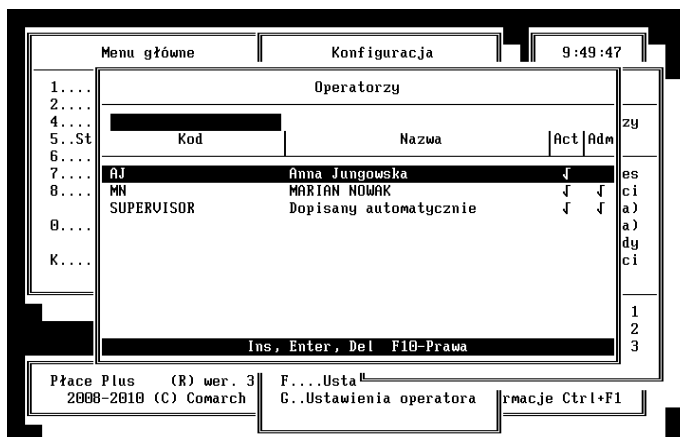 Menu główne Konfiguracja 9:49:47
Operatorzy
1....
2....
4.... zy
5..St Kod Nazwa Act Adm
6....
7.... AJ Anna Jungowska √ es
8.... MN MARIAN NOWAK √ √ ci
SUPERVISOR Dopisany automatycznie √ √ a)
0.... a)
dy
K.... ci
1
2
Ins, Enter, Del F10-Prawa 3
Płace Plus (R) wer. 3 F....Usta
2008-2010 (C) Comarch G..Ustawienia operatora rmacje Ctrl+F1